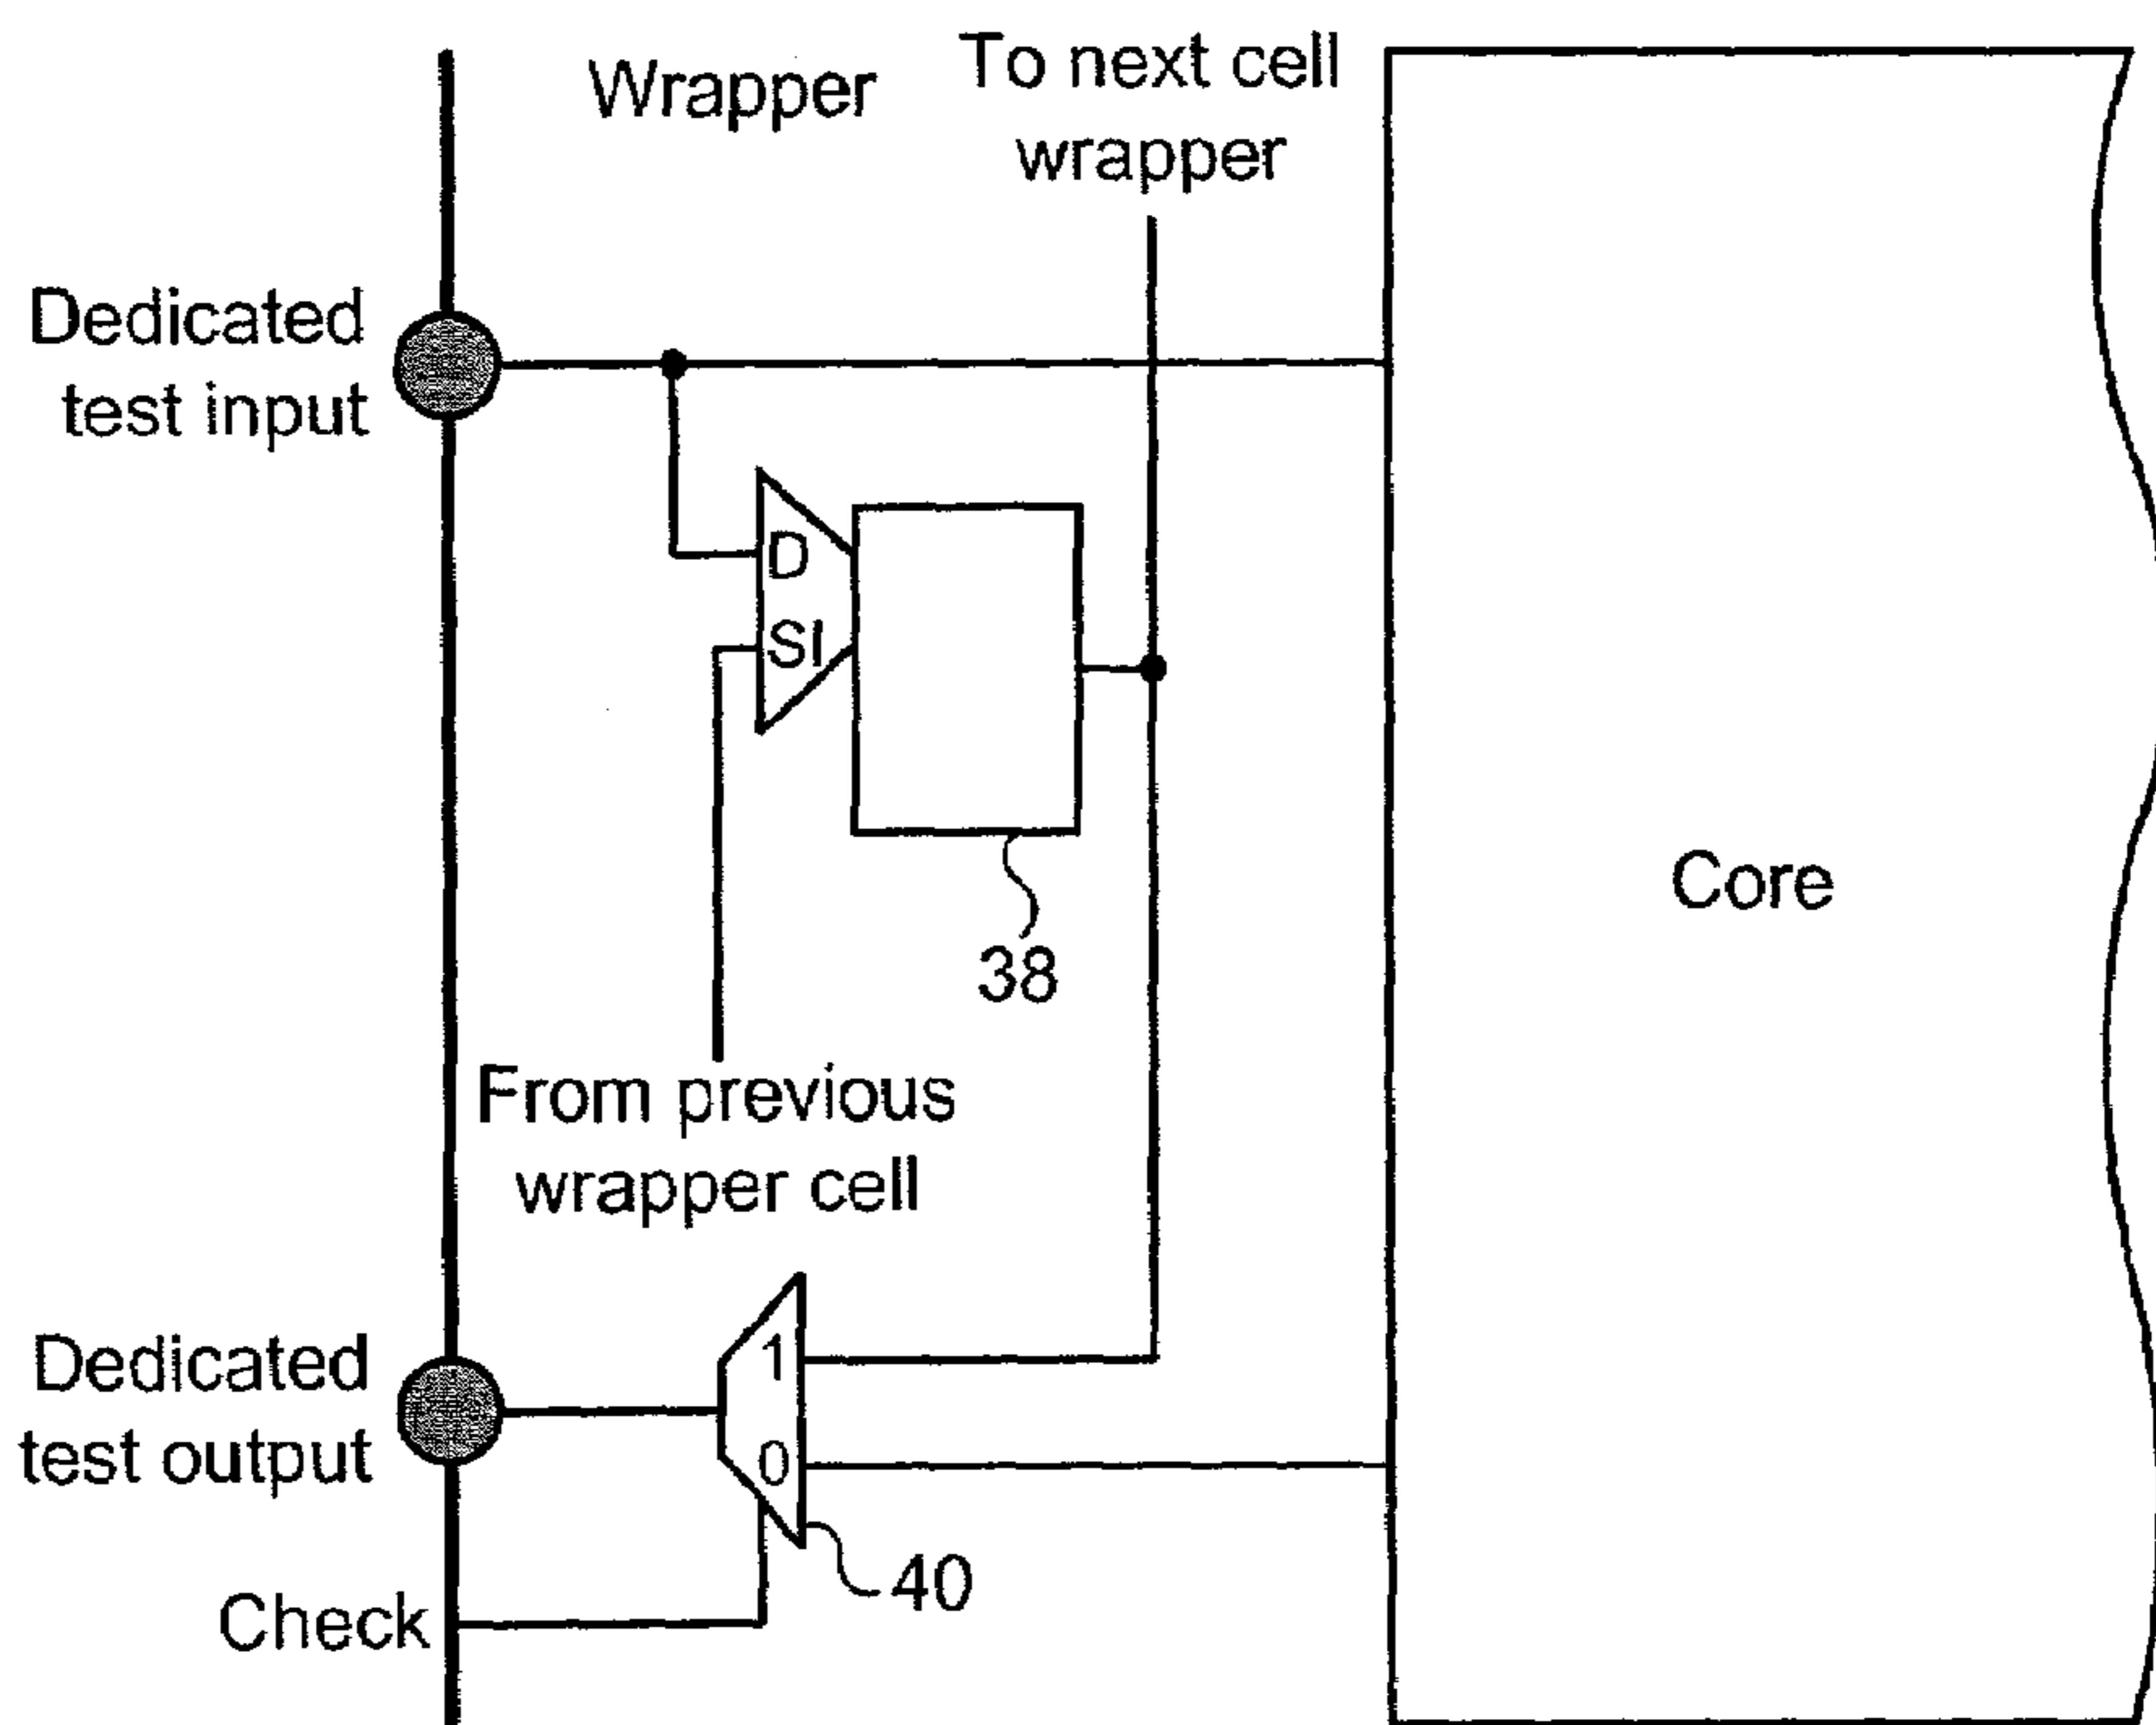 Wrapper
To next cell
wrapper
Dedicated
test input
D
SI
38
Core
From previous
wrapper cell
Dedicated
test output
1
0
40
Check